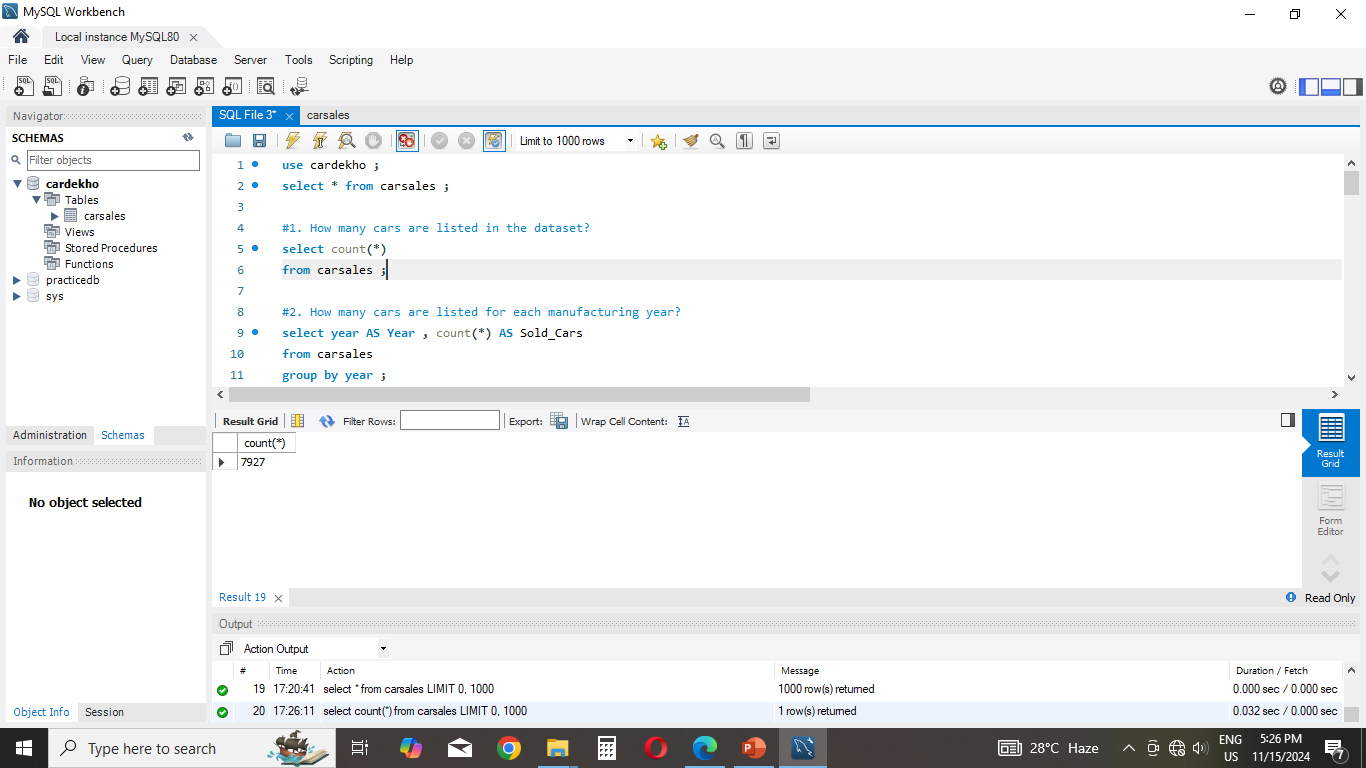 MySQL Workbench
Local instance MySQL80
File Edit View Query Database Server Tools Scripting Help
Navigator
SCHEMAS
Filter objects
cardekho
Tables
carsales
Views
Stored Procedures
Functions
practicedb
sys
Administration Schemas
Information
No object selected
Object Info Session
SQL File 3* carsales
Limit to 1000 rows
1 use cardekho ;
2 select * from carsales ;
3
4 #1. How many cars are listed in the dataset?
5 select count(*)
6 from carsales ;
7
8 #2. How many cars are listed for each manufacturing year?
9 select year AS Year , count(*) AS Sold_Cars
10 from carsales
11 group by year ;
Result Grid Filter Rows: Export: Wrap Cell Content:
count(*)
7927
Result Grid
Form Editor
Result 19 Read Only
Output
Action Output
# Time Action Message Duration / Fetch
19 17:20:41 select * from carsales LIMIT 0, 1000 1000 row(s) returned 0.000 sec / 0.000 sec
20 17:26:11 select count(*) from carsales LIMIT 0, 1000 1 row(s) returned 0.032 sec / 0.000 sec
Type here to search
28°C Haze
ENG
US
5:26 PM
11/15/2024
7